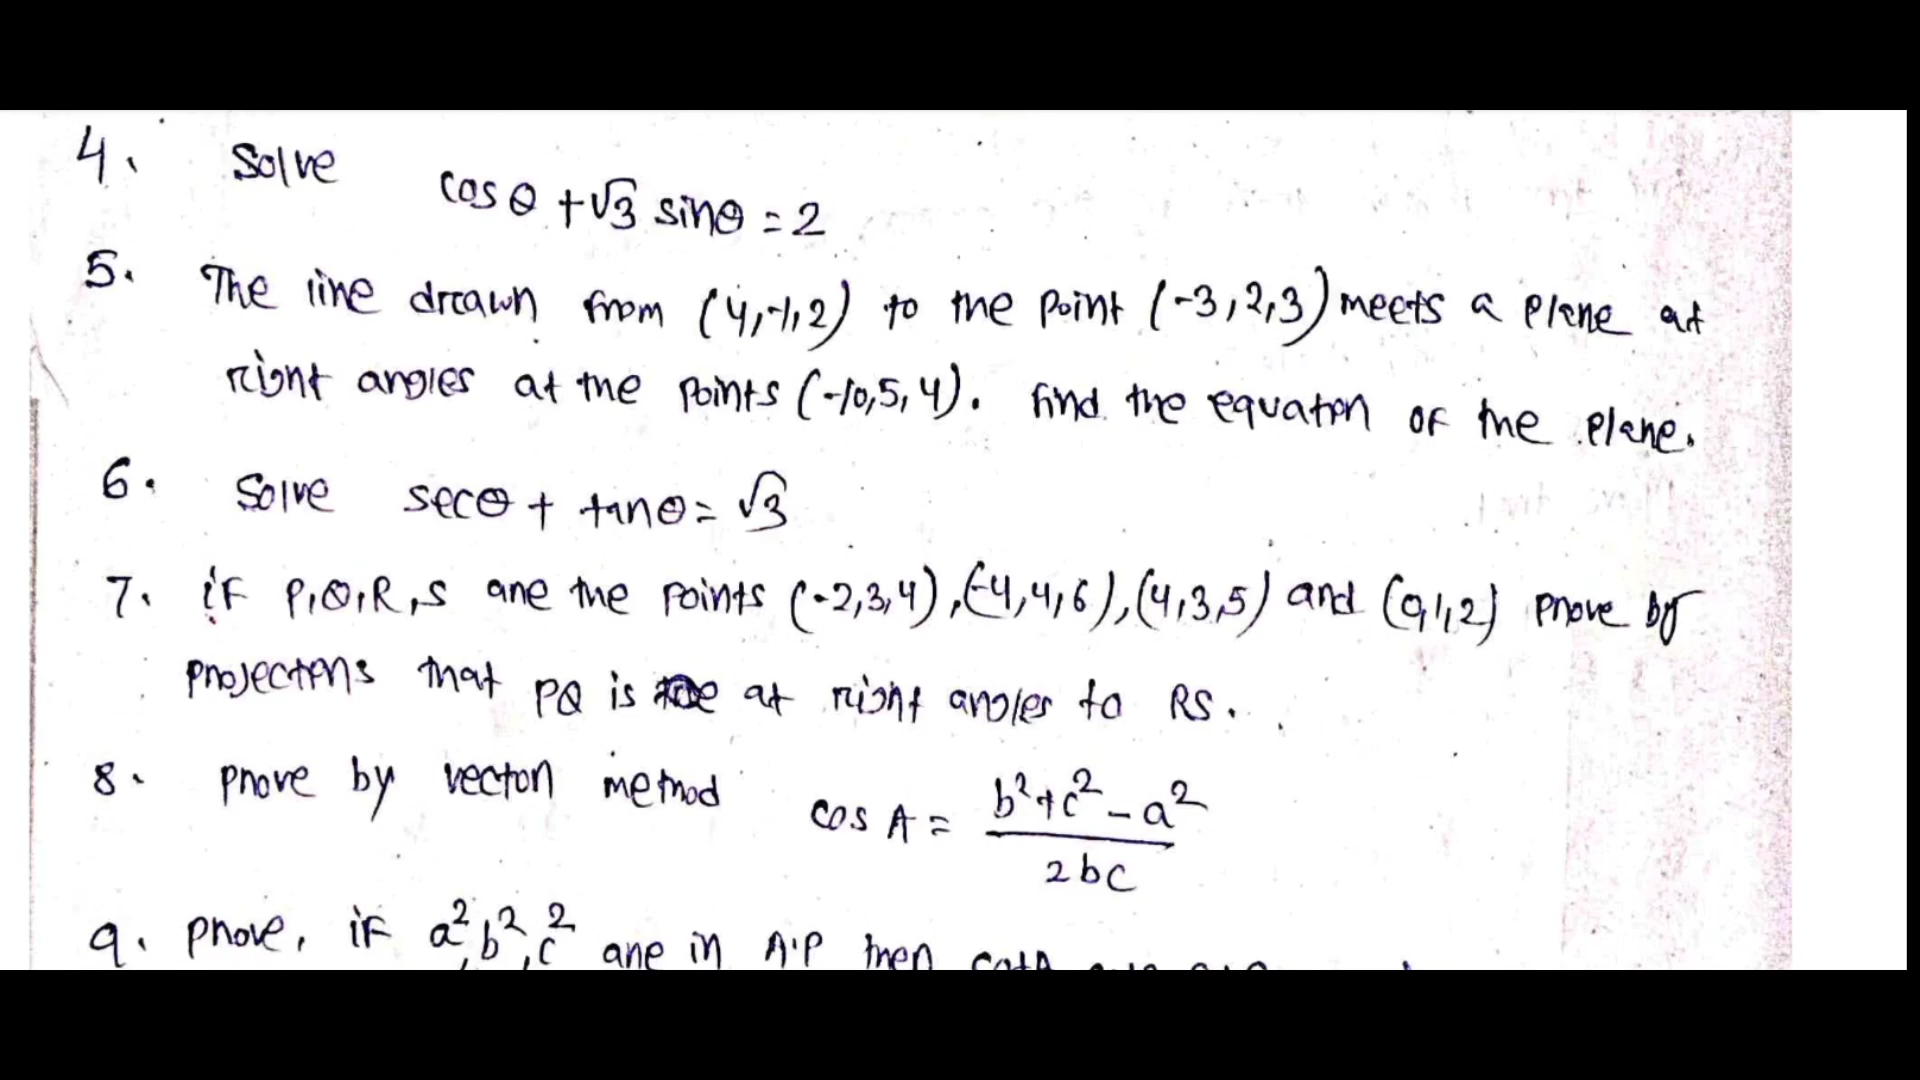 4. Solve cosθ + √3 sinθ = 2
5. The line drawn from (4,-1,2) to the point (-3,2,3) meets a plane at
right angles at the points (-10,5,4). find the equation of the plane.
6. Solve secθ + tanθ = √3
7. if P,Q,R,S are the points (-2,3,4), (-4,4,6), (4,3,5) and (0,1,2) prove by
projections that PQ is at right angles to RS.
8. prove by vector method cos A = b²+c²-a² / 2bc
9. prove, if a², b², c² are in A.P then cotA